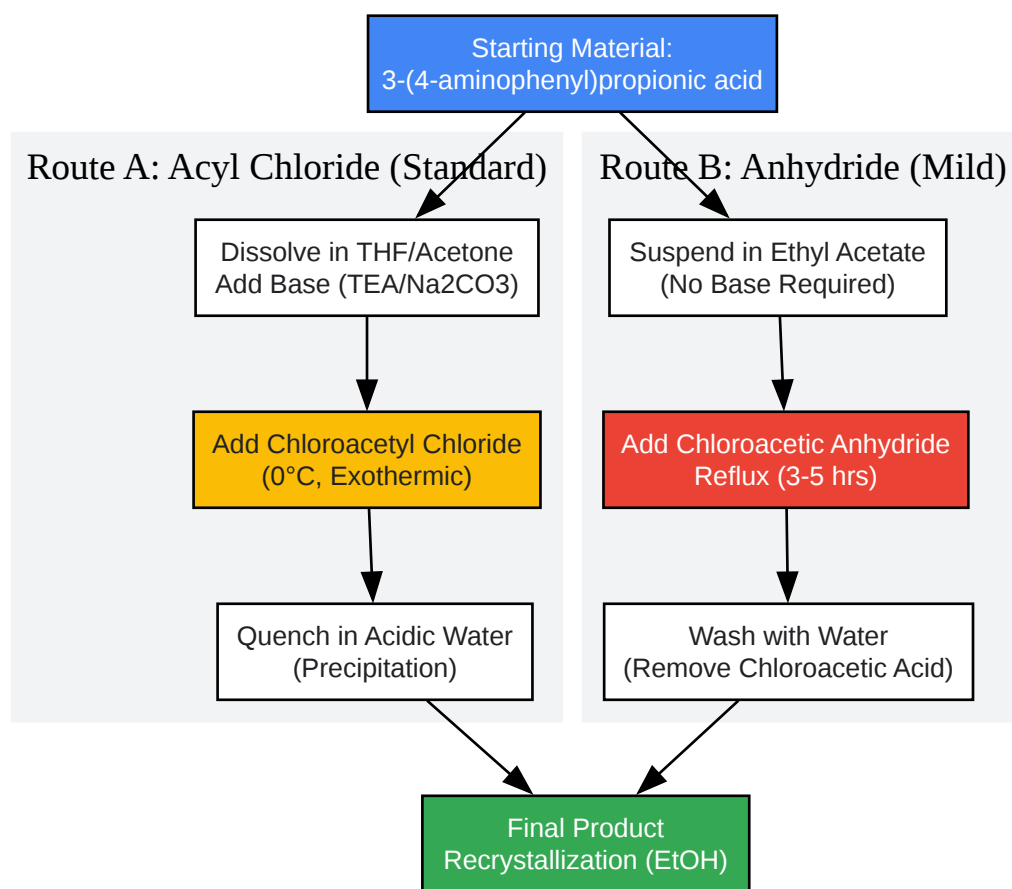 Starting Material:
3-(4-aminophenyl)propionic acid
Route A: Acyl Chloride (Standard)
Dissolve in THF/Acetone
Add Base (TEA/Na2CO3)
Add Chloroacetyl Chloride
(0°C, Exothermic)
Quench in Acidic Water
(Precipitation)
Route B: Anhydride (Mild)
Suspend in Ethyl Acetate
(No Base Required)
Add Chloroacetic Anhydride
Reflux (3-5 hrs)
Wash with Water
(Remove Chloroacetic Acid)
Final Product
Recrystallization (EtOH)